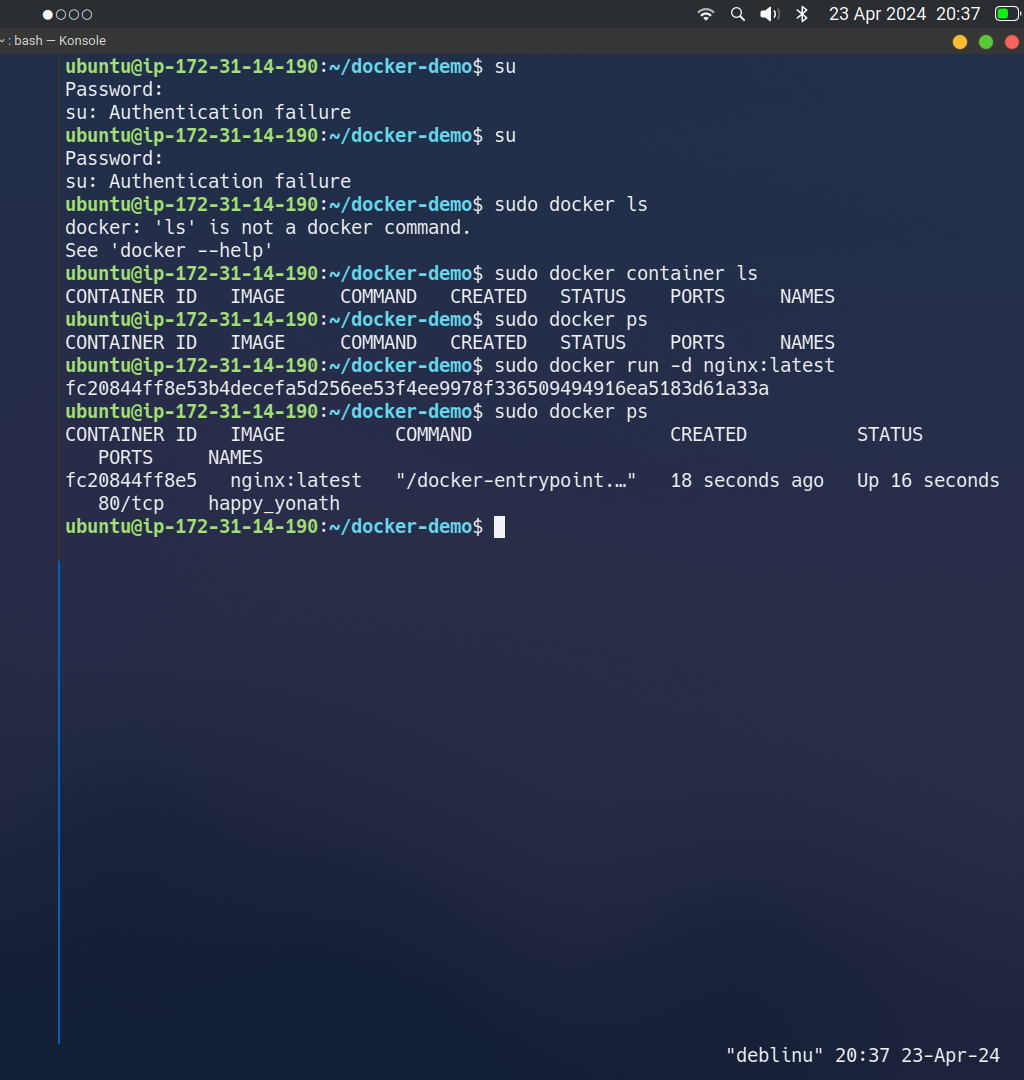 23 Apr 2024 20:37
~ : bash — Konsole
ubuntu@ip-172-31-14-190:~/docker-demo$ su
Password:
su: Authentication failure
ubuntu@ip-172-31-14-190:~/docker-demo$ su
Password:
su: Authentication failure
ubuntu@ip-172-31-14-190:~/docker-demo$ sudo docker ls
docker: 'ls' is not a docker command.
See 'docker --help'
ubuntu@ip-172-31-14-190:~/docker-demo$ sudo docker container ls
CONTAINER ID   IMAGE     COMMAND   CREATED   STATUS    PORTS     NAMES
ubuntu@ip-172-31-14-190:~/docker-demo$ sudo docker ps
CONTAINER ID   IMAGE     COMMAND   CREATED   STATUS    PORTS     NAMES
ubuntu@ip-172-31-14-190:~/docker-demo$ sudo docker run -d nginx:latest
fc20844ff8e53b4decefa5d256ee53f4ee9978f336509494916ea5183d61a33a
ubuntu@ip-172-31-14-190:~/docker-demo$ sudo docker ps
CONTAINER ID   IMAGE          COMMAND                  CREATED          STATUS
   PORTS     NAMES
fc20844ff8e5   nginx:latest   "/docker-entrypoint.…"   18 seconds ago   Up 16 seconds
   80/tcp    happy_yonath
ubuntu@ip-172-31-14-190:~/docker-demo$
"deblinu" 20:37 23-Apr-24